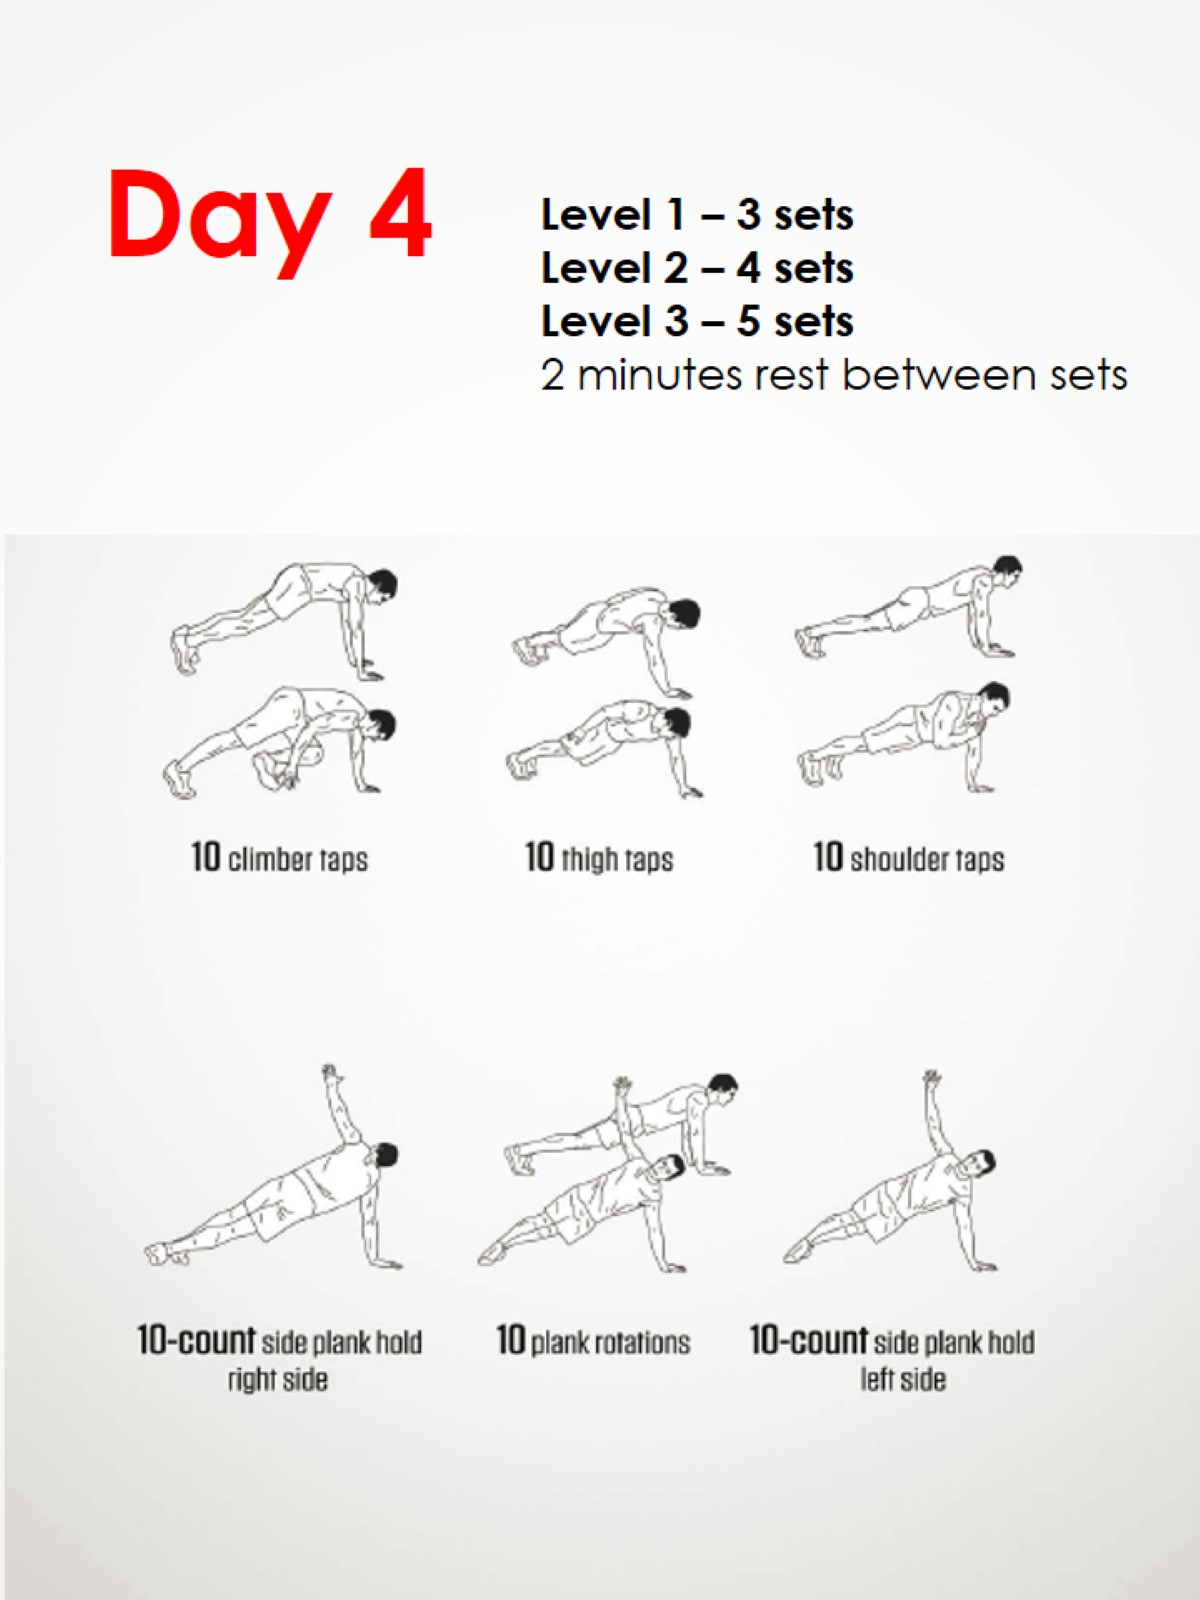 Day 4
Level 1 – 3 sets
Level 2 – 4 sets
Level 3 – 5 sets
2 minutes rest between sets
10 climber taps
10 thigh taps
10 shoulder taps
10-count side plank hold
right side
10 plank rotations
10-count side plank hold
left side